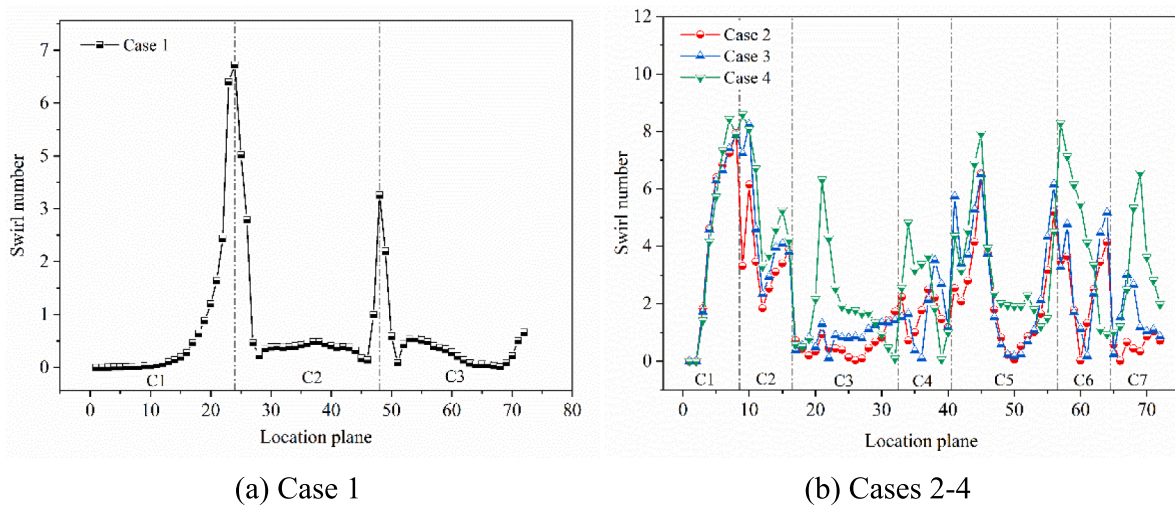 Case 1
Swirl number
7
6
5
3
2
1
0
C1 C2 C3
0 10 20 30 40 50 60 70 80
Location plane
(a) Case 1
Case 2
Case 3
Case 4
Swirl number
12
10
8
6
4
2
0
C1 C2 C3 C4 C5 C6 C7
0 10 20 30 40 50 60 70
Location plane
(b) Cases 2-4